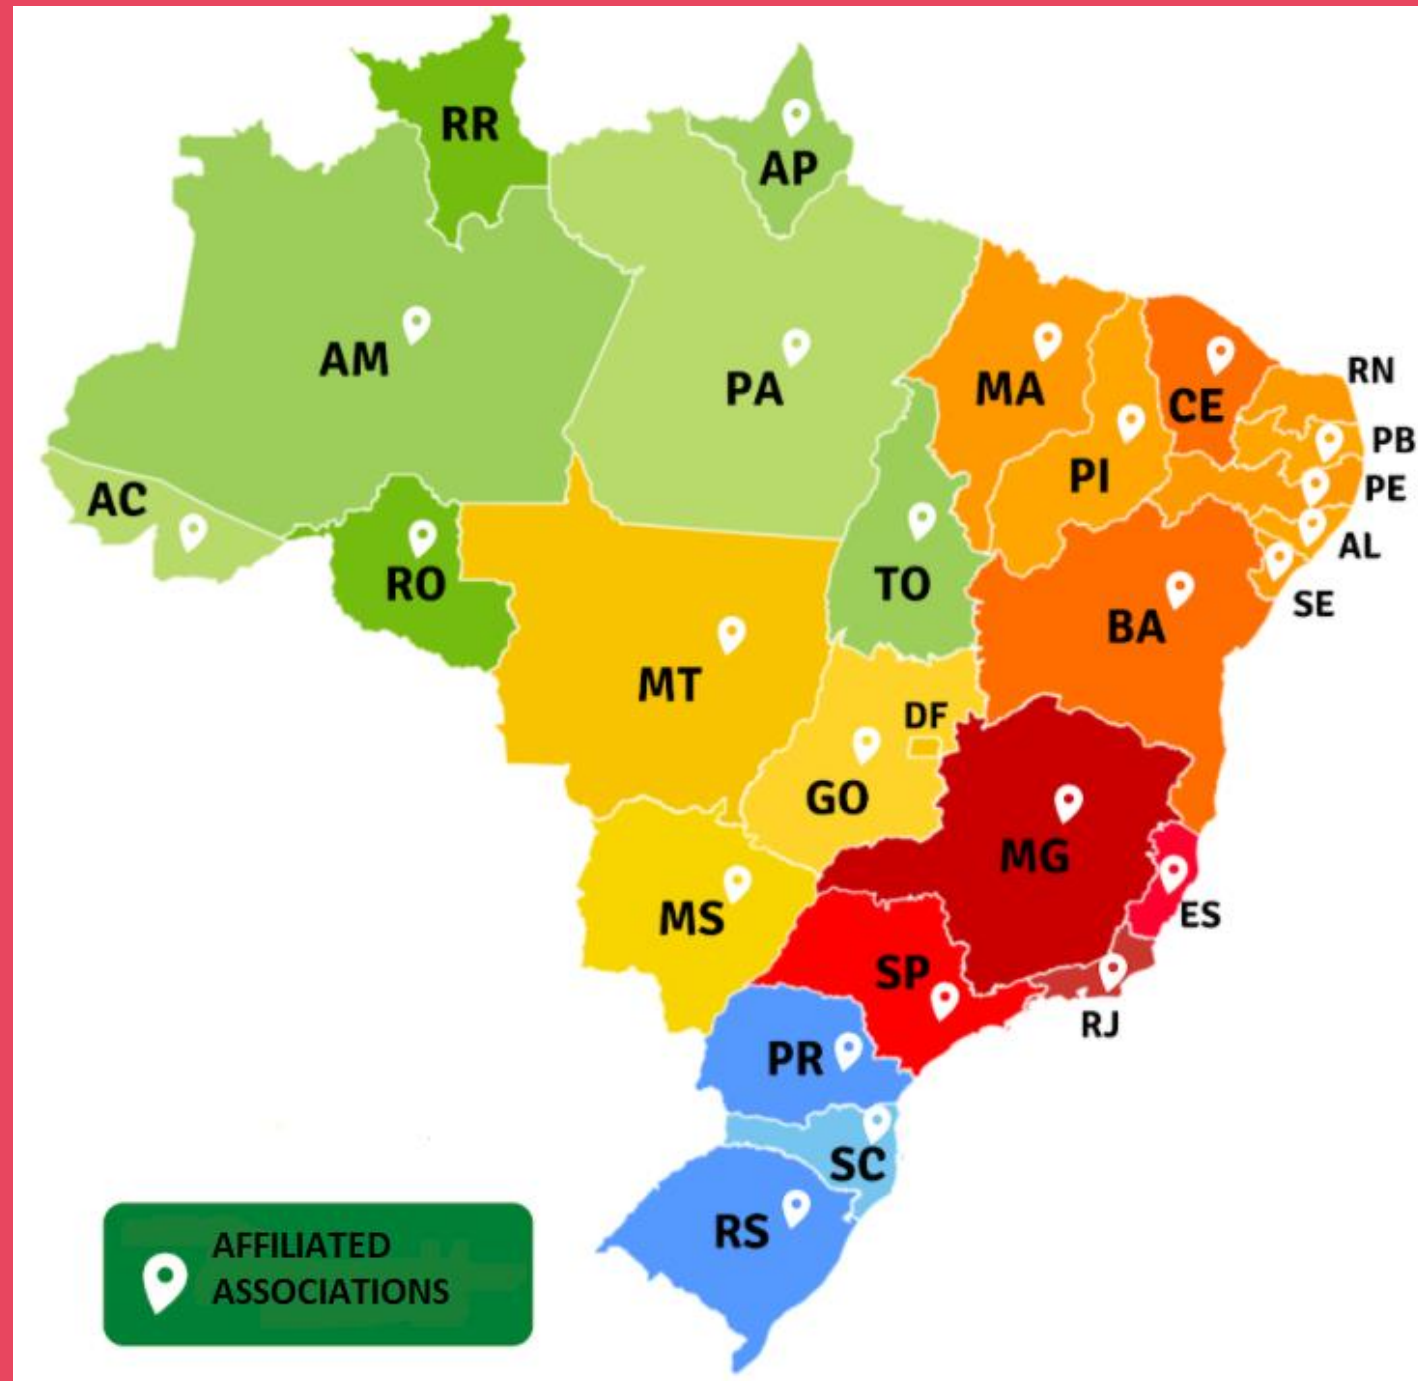 RR
AP
AM
PA
MA
CE
RN
PB
PI
PE
AC
AL
RO
TO
SE
BA
MT
DF
GO
MG
MS
ES
SP
RJ
PR
SC
RS
AFFILIATED
ASSOCIATIONS